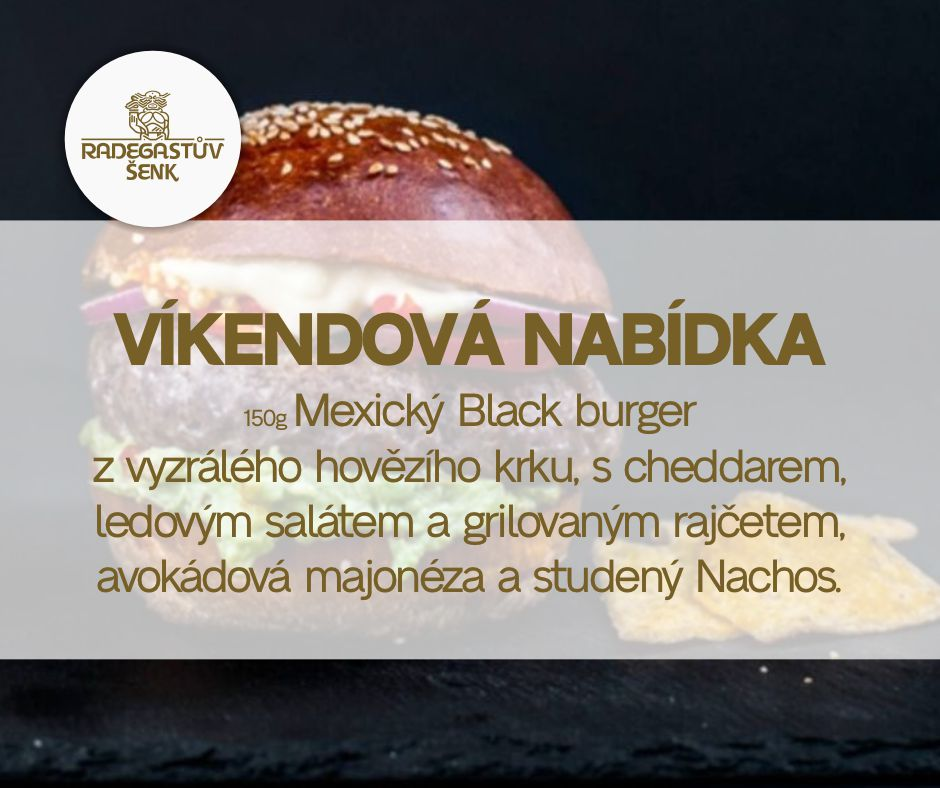 RADEGASTŮV
ŠENK
VÍKENDOVÁ NABÍDKA
150g Mexický Black burger
z vyzrálého hovězího krku, s cheddarem,
ledovým salátem a grilovaným rajčetem,
avokádová majonéza a studený Nachos.